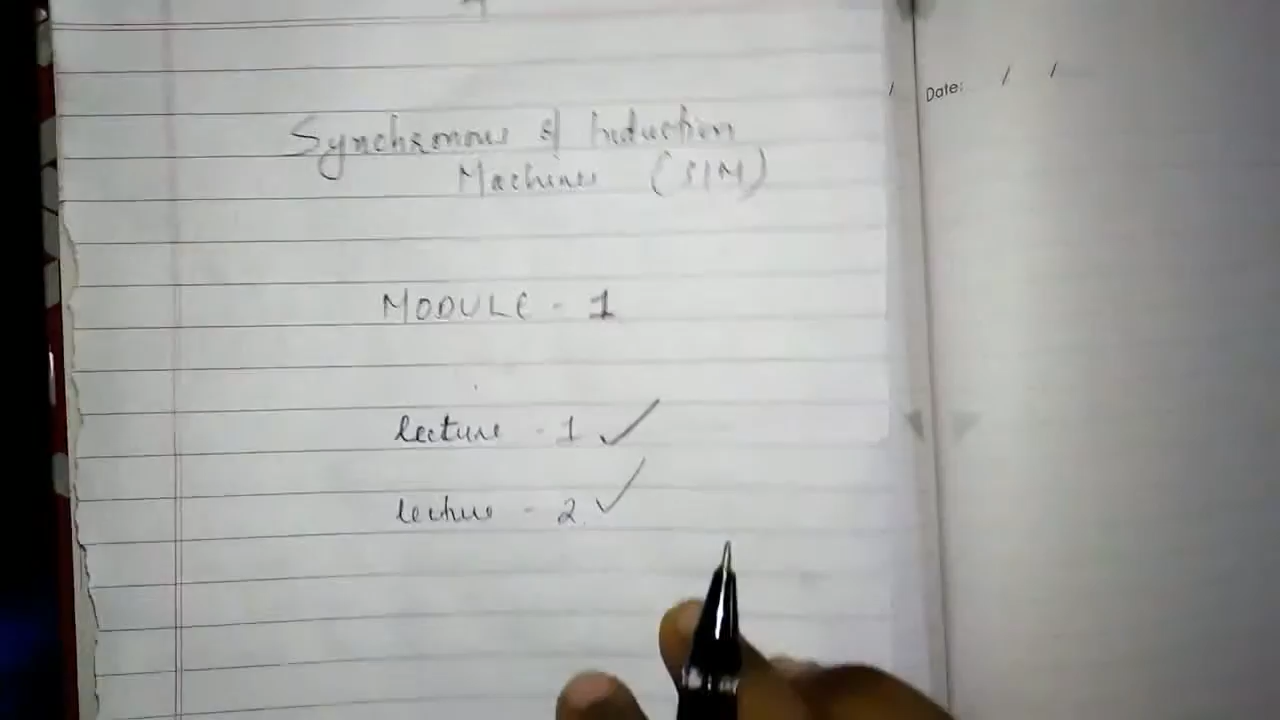 Synchronous & Induction
Machines (SIM)
MODULE - 1
lecture - 1 ✓
lecture - 2 ✓
/ Date: / /